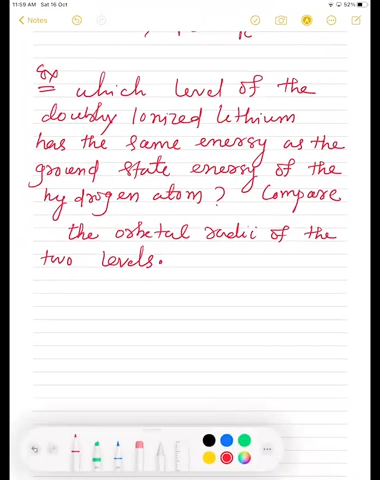 11:59 AM Sat 16 Oct
52%
Notes
Ex
which level of the
doubly Ionized Lithium
has the same energy as the
ground state energy of the
hydrogen atom? Compare
the orbetal radii of the
two levels.